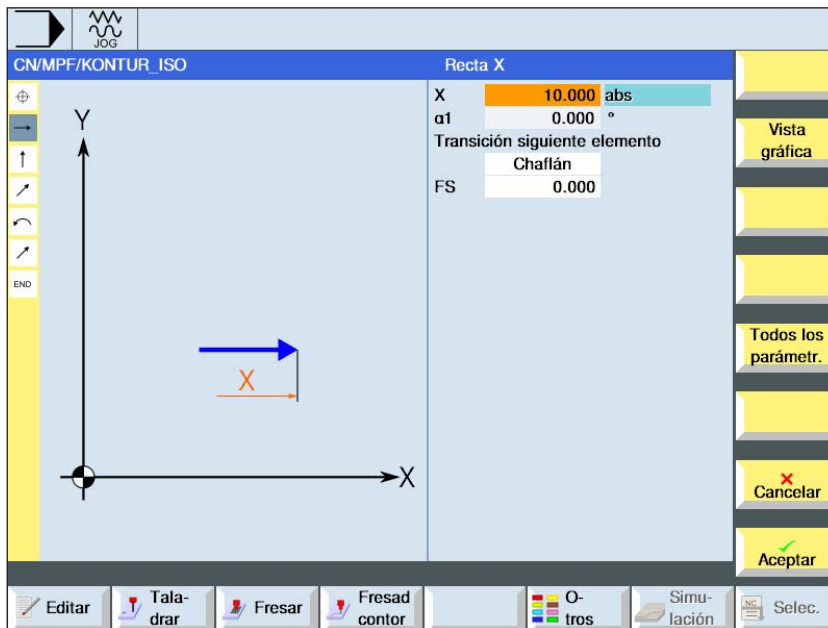 JOG
CN/MPF/KONTUR_ISO
Recta X
X 10.000 abs
α1 0.000 °
Transición siguiente elemento
Chaflán
FS 0.000
Y
X
X
END
Vista
gráfica
Todos los
parámetr.
Cancelar
Aceptar
Editar
Tala-
drar
Fresar
Fresad
contor
O-
tros
Simu-
lación
NC
Selec.